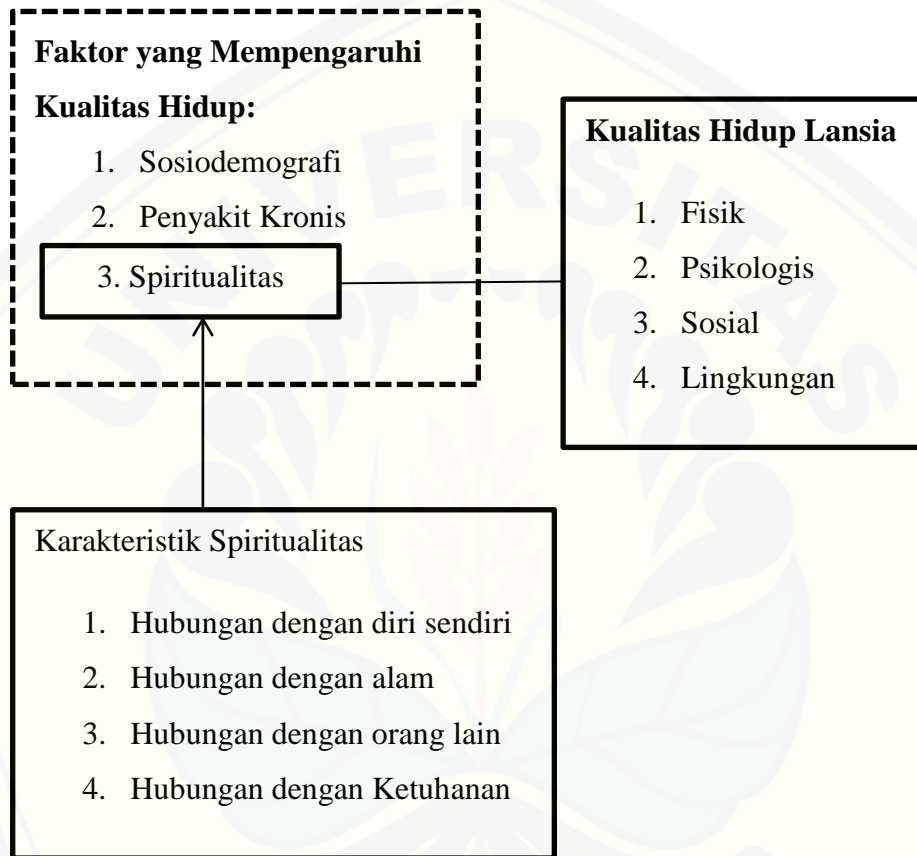 Faktor yang Mempengaruhi
Kualitas Hidup:
1. Sosiodemografi
2. Penyakit Kronis
3. Spiritualitas
Kualitas Hidup Lansia
1. Fisik
2. Psikologis
3. Sosial
4. Lingkungan
Karakteristik Spiritualitas
1. Hubungan dengan diri sendiri
2. Hubungan dengan alam
3. Hubungan dengan orang lain
4. Hubungan dengan Ketuhanan
UNIVERSITAS